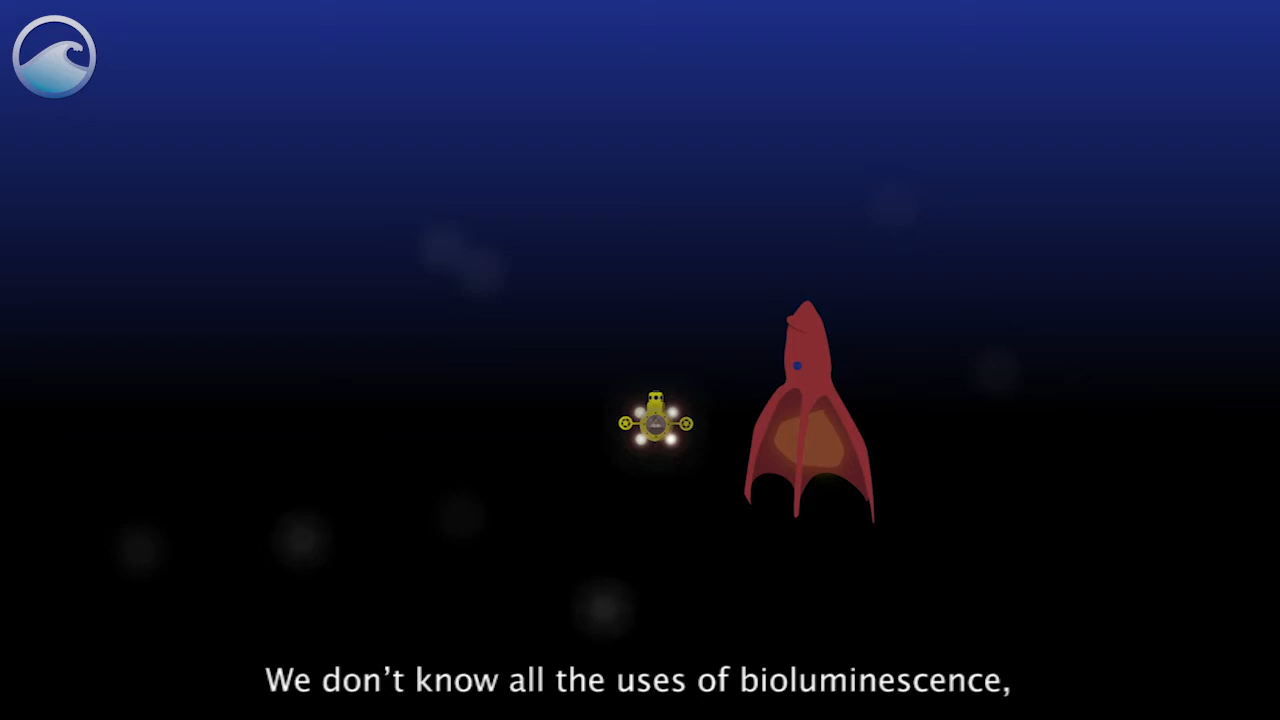 We don’t know all the uses of bioluminescence,